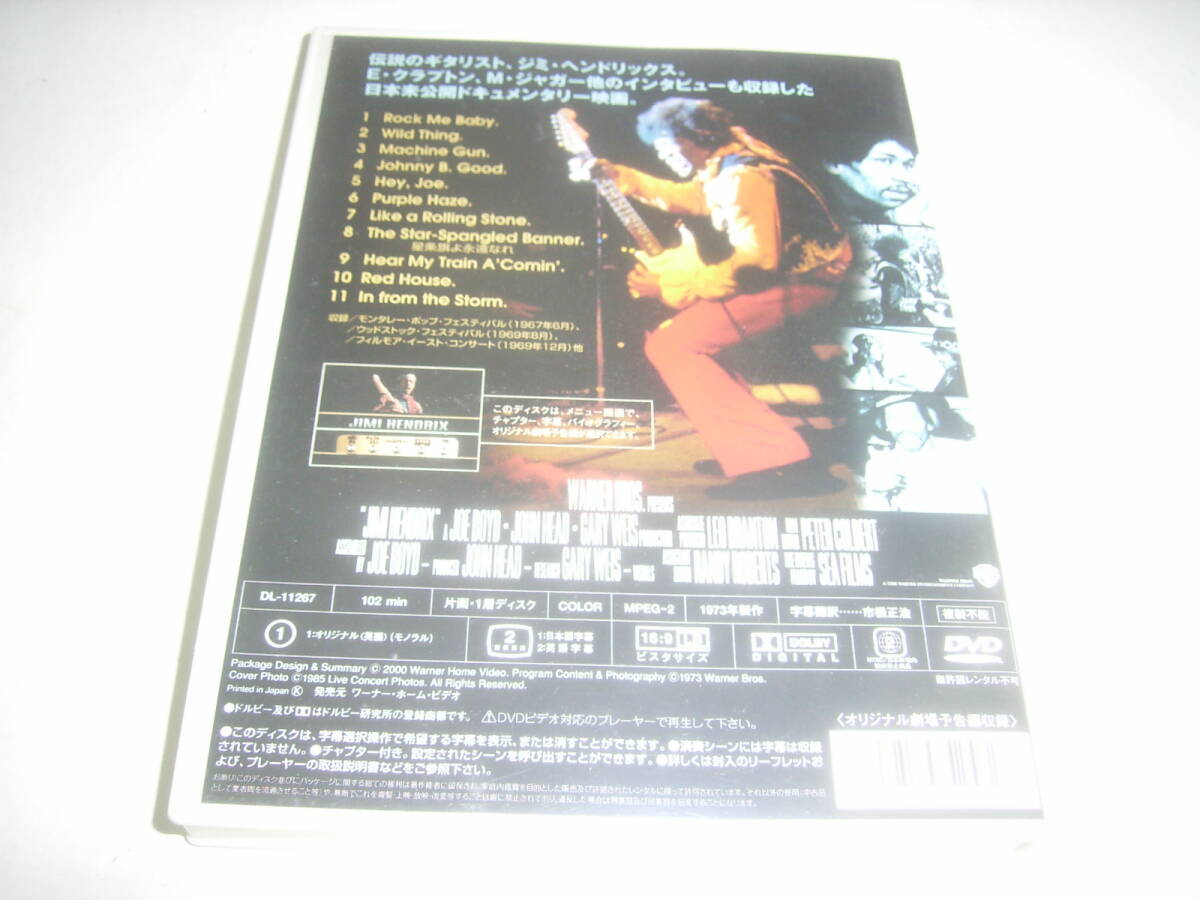 伝説のギタリスト、ジミ・ヘンドリックス。
E・クラプトン、M・ジャガー他のインタビューも収録した
日本未公開ドキュメンタリー映画。
1 Rock Me Baby.
2 Wild Thing.
3 Machine Gun.
4 Johnny B. Good.
5 Hey, Joe.
6 Purple Haze.
7 Like a Rolling Stone.
8 The Star-Spangled Banner.
星条旗よ永遠なれ
9 Hear My Train A'Comin'.
10 Red House.
11 In from the Storm.
収録/モンタレー・ポップ・フェスティバル(1967年6月)、
/ウッドストック・フェスティバル(1969年8月)、
/フィルモア・イースト・コンサート(1969年12月)他
JIMI HENDRIX
このディスクは、メニュー画面で、
チャプター、字幕、バイオグラフィー、
オリジナル劇場予告編が選択できます。
WARNER BROS. PRESENTS
"JIMI HENDRIX" A JOE BOYD · JOHN HEAD · GARY WEIS LEO BRANTON PETER COLBERT
BY JOE BOYD — JOHN HEAD — GARY WEIS — SEA FILMS
DL-11267 102 min 片面・1層ディスク COLOR MPEG-2 1973年製作 字幕翻訳……市橋正治 複製不能
1 1:オリジナル(英語)(モノラル) 2 1:日本語字幕 2:英語字幕 16:9 LB ビスタサイズ DOLBY DIGITAL DVD
Package Design & Summary © 2000 Warner Home Video. Program Content & Photography ©1973 Warner Bros.
無許諾レンタル不可
Cover Photo ©1985 Live Concert Photos. All Rights Reserved.
Printed in Japan Ⓚ 発売元 ワーナー・ホーム・ビデオ
●ドルビー及びはドルビー研究所の登録商標です。 ⚠DVDビデオ対応のプレーヤーで再生して下さい。
〈オリジナル劇場予告編収録〉
●このディスクは、字幕選択操作で希望する字幕を表示、または消すことができます。●演奏シーンには字幕は収録
されていません。●チャプター付き。設定されたシーンを呼び出すことができます。●詳しくは封入のリーフレットお
よび、プレーヤーの取扱説明書などをご参照下さい。